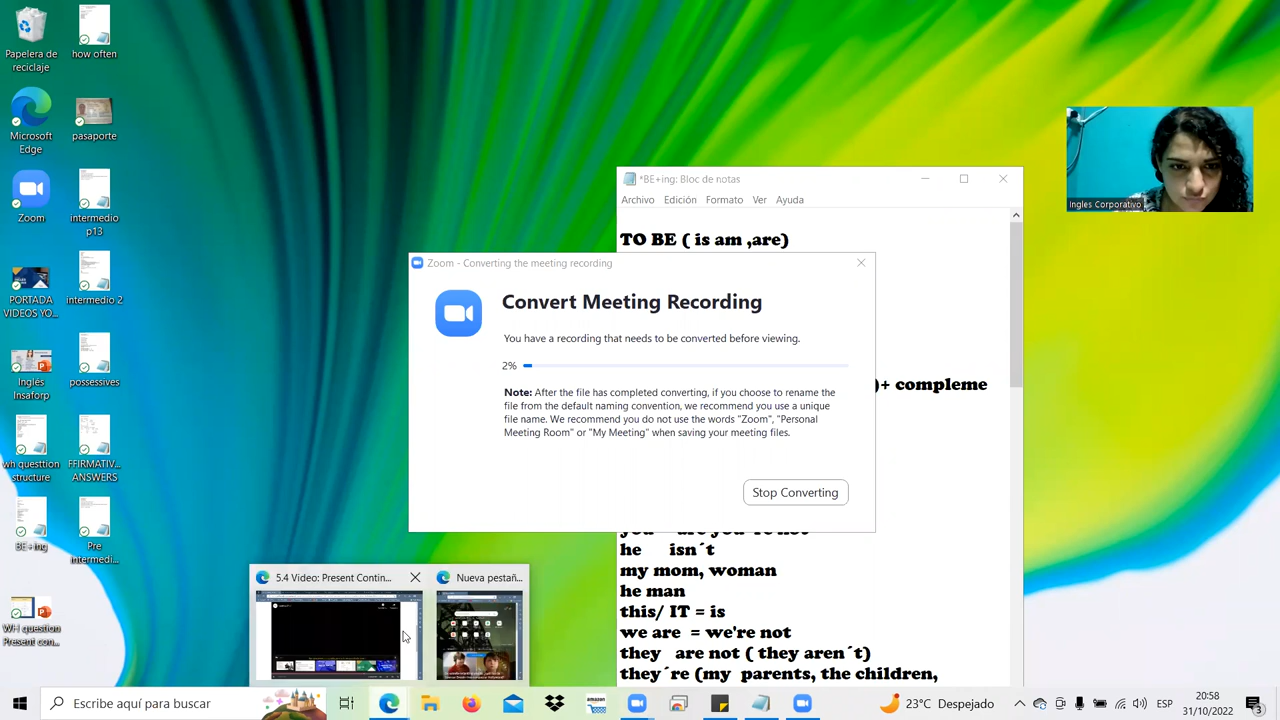 Papelera de
reciclaje
how often
Microsoft
Edge
pasaporte
Zoom
intermedio
p13
PORTADA
VIDEOS YO...
intermedio 2
Inglès
Insaforp
possessives
wh questtion
structure
FFIRMATIV...
ANSWERS
BE+ing
Pre
intermedi...
WH question
Present con...
Ingles Corporativo
*BE+ing: Bloc de notas
Archivo Edición Formato Ver Ayuda
TO BE ( is am ,are)
Zoom - Converting the meeting recording
Convert Meeting Recording
You have a recording that needs to be converted before viewing.
2%
Note: After the file has completed converting, if you choose to rename the
file from the default naming convention, we recommend you use a unique
file name. We recommend you do not use the words "Zoom", "Personal
Meeting Room" or "My Meeting" when saving your meeting files.
Stop Converting
)+ compleme
he isn´t
my mom, woman
he man
this/ IT = is
we are = we're not
they are not ( they aren´t)
they´re (my parents, the children,
5.4 Video: Present Contin...
Nueva pestañ...
Escribe aquí para buscar
amazon
23°C Despejado
ESP
20:58
31/10/2022
3